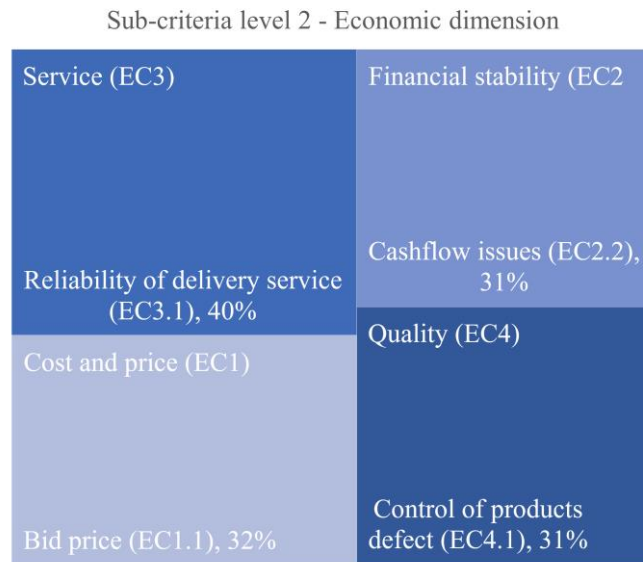 Sub-criteria level 2 - Economic dimension
Service (EC3)
Reliability of delivery service
(EC3.1), 40%
Financial stability (EC2
Cashflow issues (EC2.2),
31%
Cost and price (EC1)
Bid price (EC1.1), 32%
Quality (EC4)
Control of products
defect (EC4.1), 31%